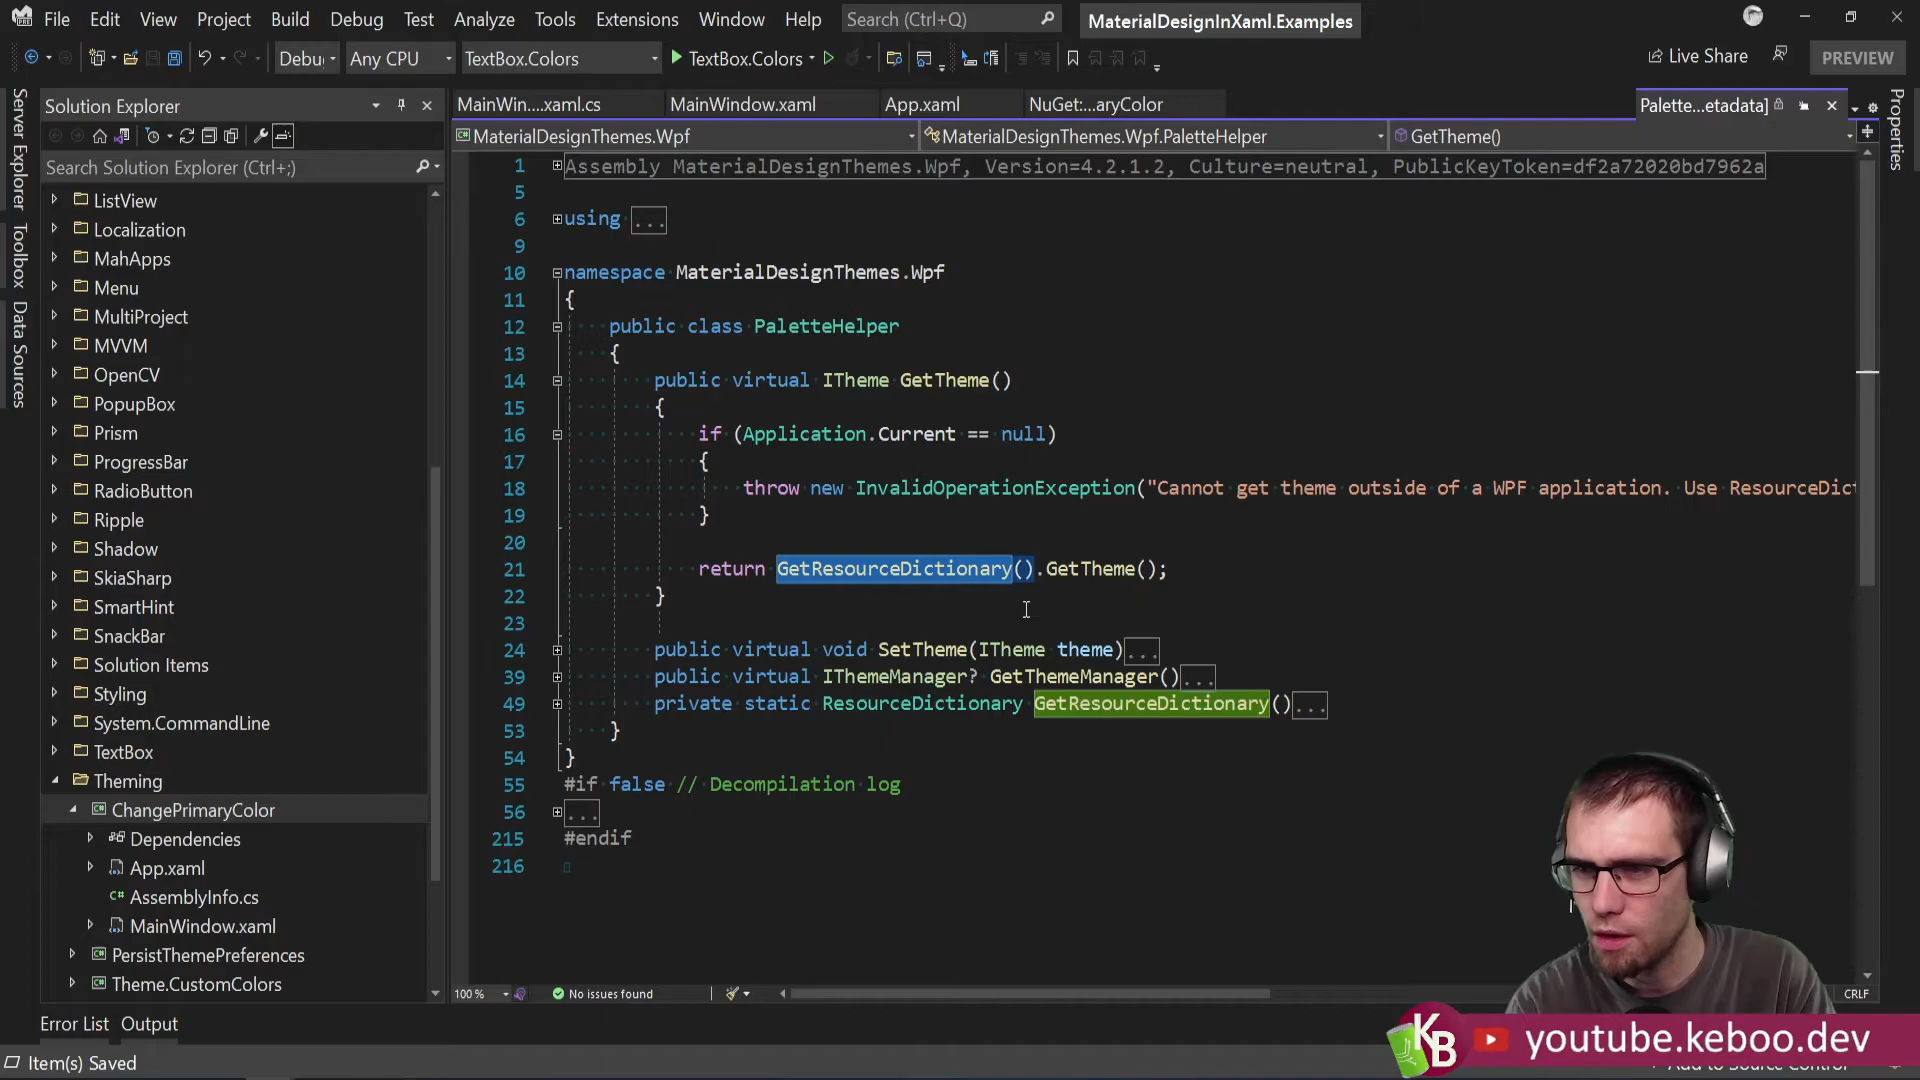 File Edit View Project Build Debug Test Analyze Tools Extensions Window Help Search (Ctrl+Q) MaterialDesignInXaml.Examples
Debug Any CPU TextBox.Colors TextBox.Colors Live Share PREVIEW
Server Explorer
Toolbox
Data Sources
Solution Explorer
Search Solution Explorer (Ctrl+;)
ListView
Localization
MahApps
Menu
MultiProject
MVVM
OpenCV
PopupBox
Prism
ProgressBar
RadioButton
Ripple
Shadow
SkiaSharp
SmartHint
SnackBar
Solution Items
Styling
System.CommandLine
TextBox
Theming
ChangePrimaryColor
Dependencies
App.xaml
AssemblyInfo.cs
MainWindow.xaml
PersistThemePreferences
Theme.CustomColors
MainWin....xaml.cs MainWindow.xaml App.xaml NuGet:...aryColor Palette...etadata]
MaterialDesignThemes.Wpf MaterialDesignThemes.Wpf.PaletteHelper GetTheme()
1 Assembly MaterialDesignThemes.Wpf, Version=4.2.1.2, Culture=neutral, PublicKeyToken=df2a72020bd7962a
5
6 using ...
9
10 namespace MaterialDesignThemes.Wpf
11 {
12 public class PaletteHelper
13 {
14 public virtual ITheme GetTheme()
15 {
16 if (Application.Current == null)
17 {
18 throw new InvalidOperationException("Cannot get theme outside of a WPF application. Use ResourceDict
19 }
20
21 return GetResourceDictionary().GetTheme();
22 }
23
24 public virtual void SetTheme(ITheme theme)...
39 public virtual IThemeManager? GetThemeManager()...
49 private static ResourceDictionary GetResourceDictionary()...
53 }
54 }
55 #if false // Decompilation log
56 ...
215 #endif
216
100 % No issues found CRLF
Properties
Error List Output
Item(s) Saved
KB youtube.keboo.dev
Add to Source Control